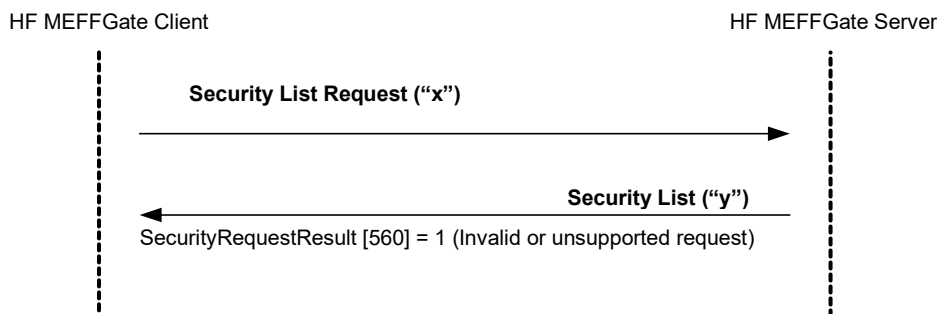 HF MEFFGate Client
HF MEFFGate Server
Security List Request (“x”)
Security List (“y”)
SecurityRequestResult [560] = 1 (Invalid or unsupported request)